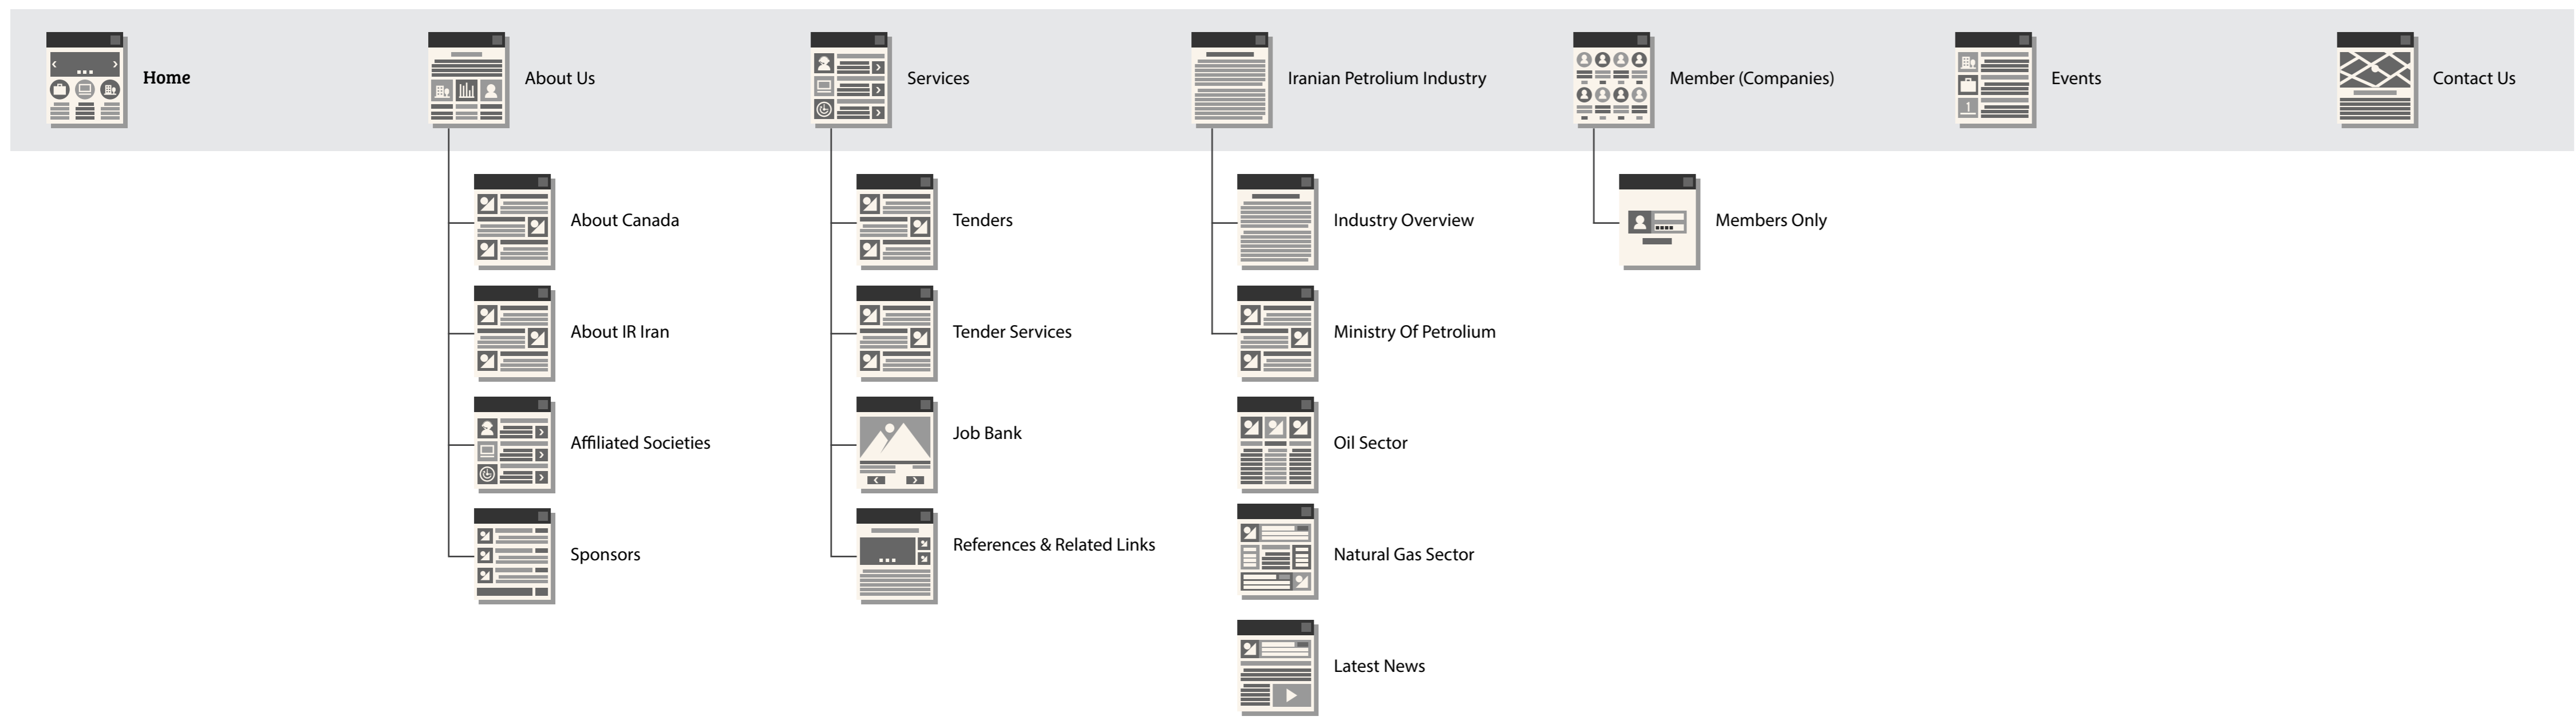 Home
About Us
Services
Iranian Petrolium Industry
Member (Companies)
Events
Contact Us
About Canada
About IR Iran
Affiliated Societies
Sponsors
Tenders
Tender Services
Job Bank
References & Related Links
Industry Overview
Ministry Of Petrolium
Oil Sector
Natural Gas Sector
Latest News
Members Only
1